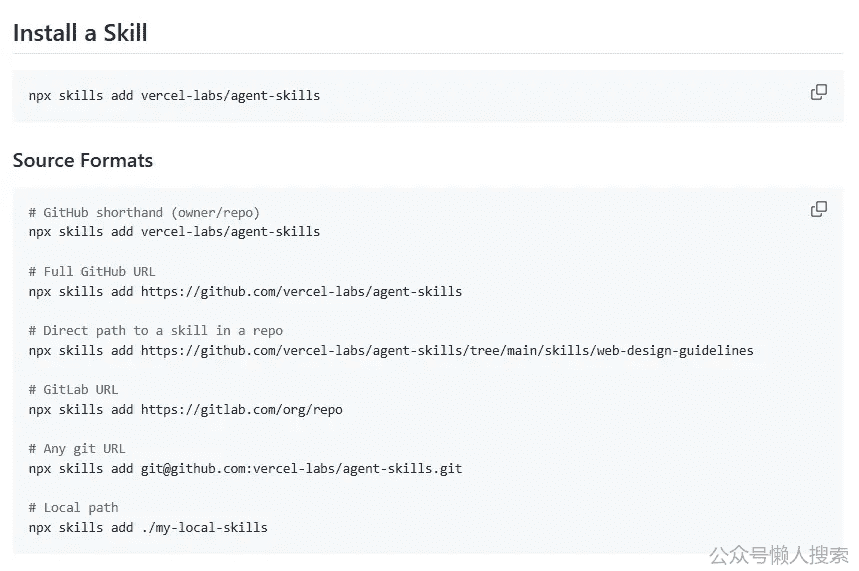 Install a Skill
npx skills add vercel-labs/agent-skills
Source Formats
# GitHub shorthand (owner/repo)
npx skills add vercel-labs/agent-skills
# Full GitHub URL
npx skills add https://github.com/vercel-labs/agent-skills
# Direct path to a skill in a repo
npx skills add https://github.com/vercel-labs/agent-skills/tree/main/skills/web-design-guidelines
# GitLab URL
npx skills add https://gitlab.com/org/repo
# Any git URL
npx skills add git@github.com:vercel-labs/agent-skills.git
# Local path
npx skills add ./my-local-skills
公众号懒人搜索